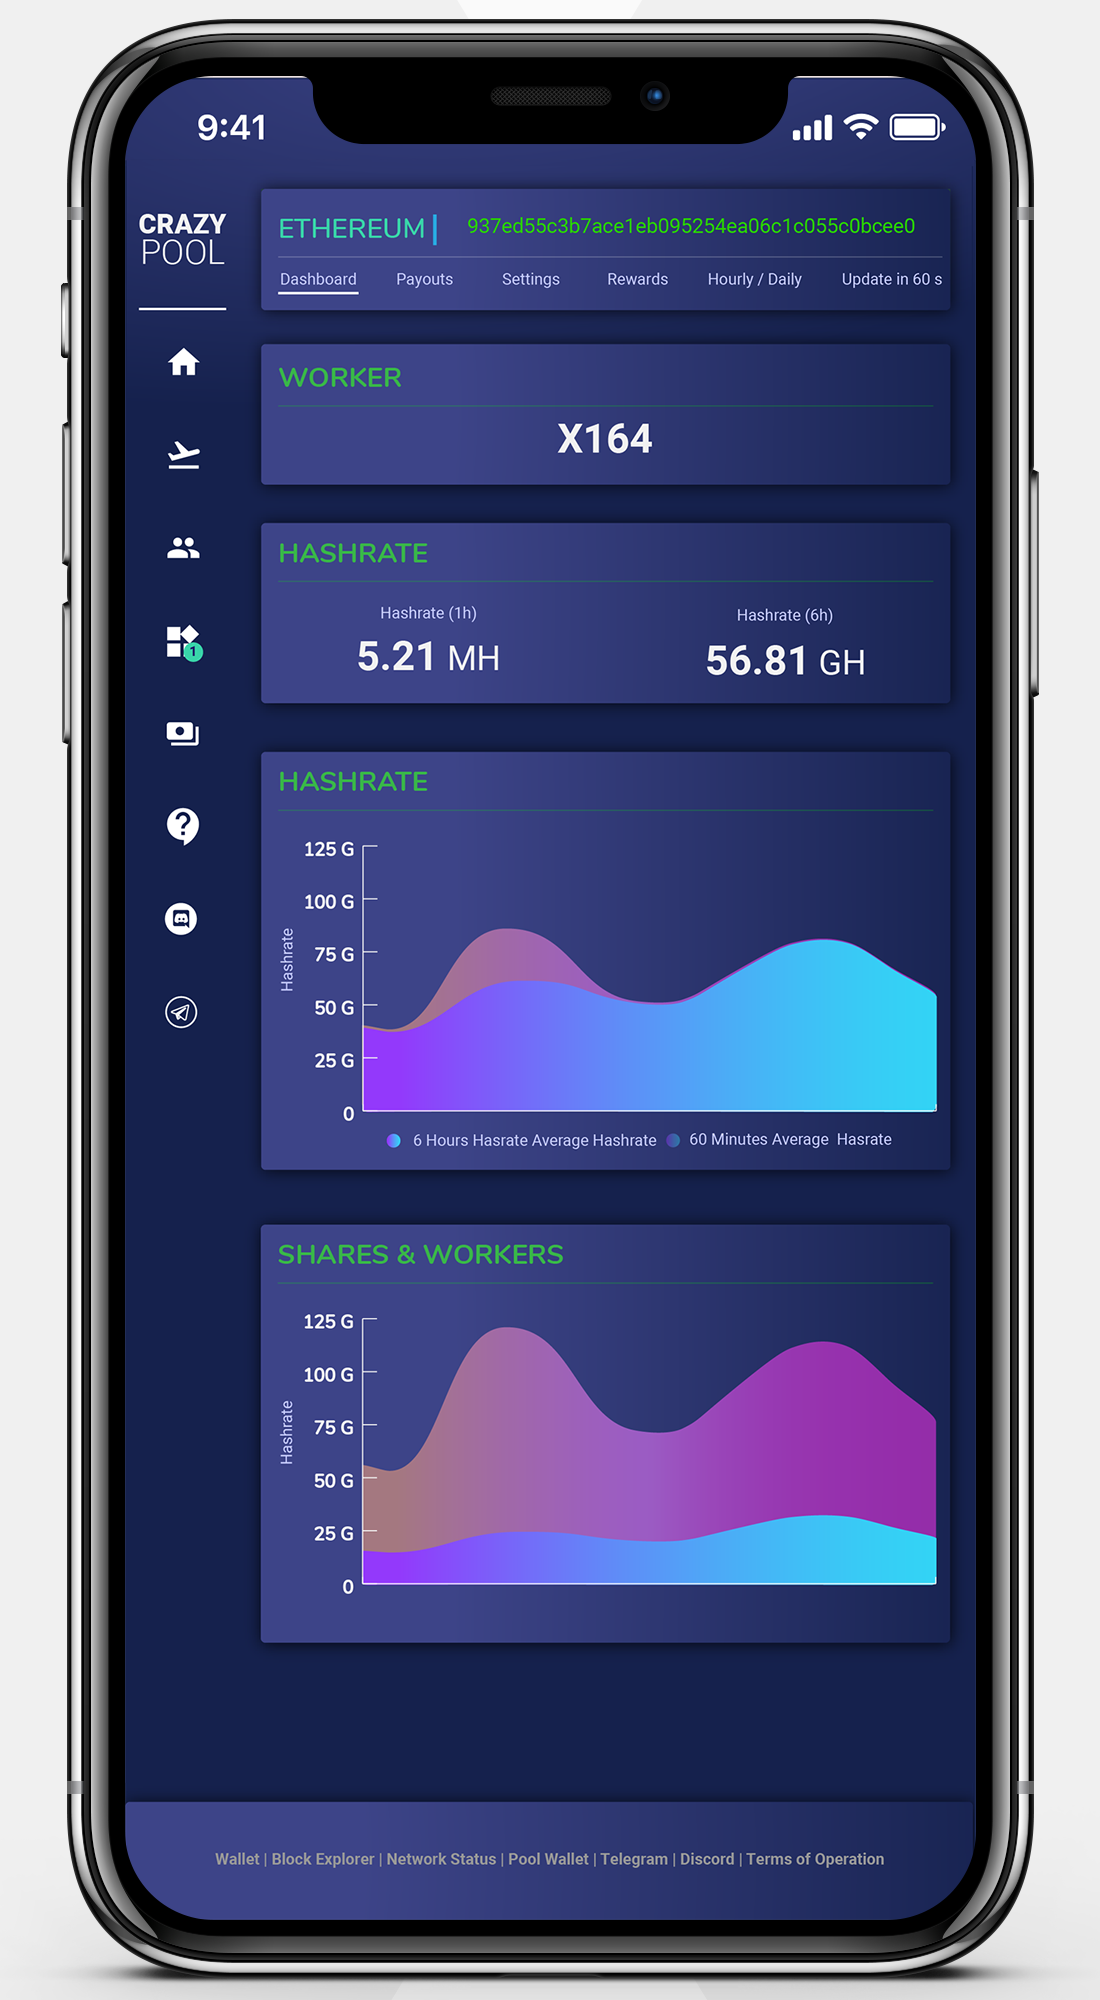 9:41
CRAZY
POOL
ETHEREUM | 937ed55c3b7ace1eb095254ea06c1c055c0bcee0
Dashboard Payouts Settings Rewards Hourly / Daily Update in 60 s
WORKER
X164
HASHRATE
Hashrate (1h) Hashrate (6h)
5.21 MH 56.81 GH
1
HASHRATE
125 G
100 G
75 G
50 G
25 G
0
Hashrate
6 Hours Hasrate Average Hashrate 60 Minutes Average Hasrate
SHARES & WORKERS
125 G
100 G
75 G
50 G
25 G
0
Hashrate
Wallet | Block Explorer | Network Status | Pool Wallet | Telegram | Discord | Terms of Operation